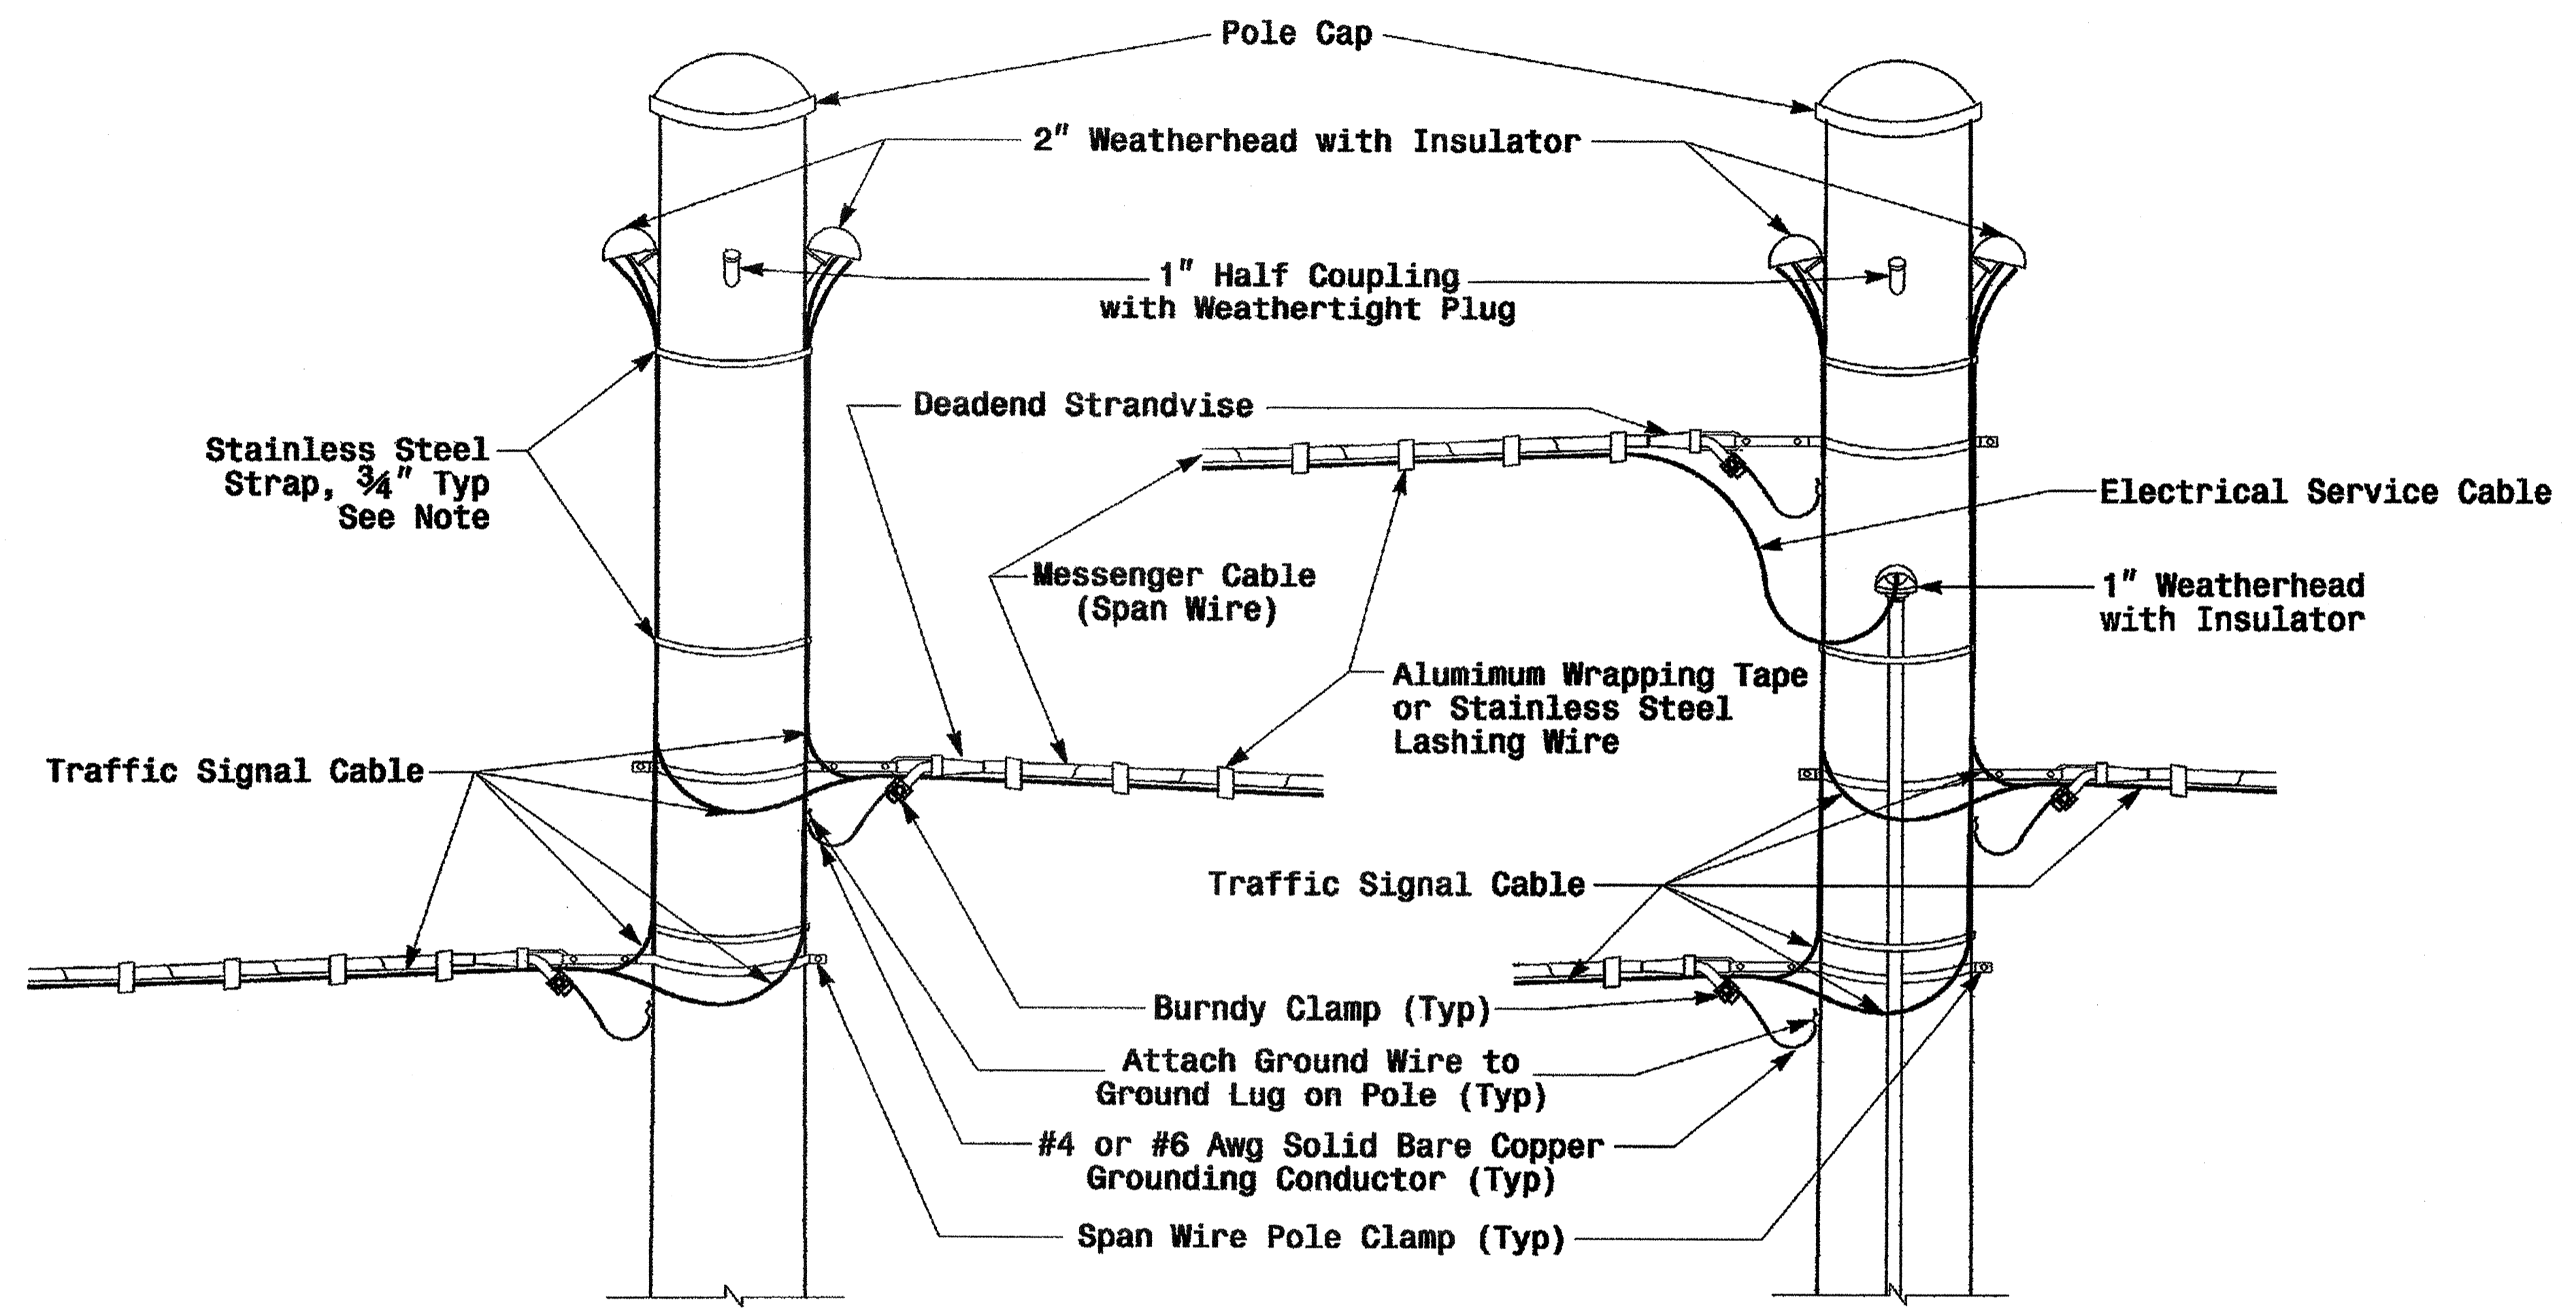 Pole Cap
2" Weatherhead with Insulator
1" Half Coupling
with Weathertight Plug
Deadend Strandvise
Stainless Steel
Strap, ¾" Typ
See Note
Electrical Service Cable
Messenger Cable
(Span Wire)
1" Weatherhead
with Insulator
Alumimum Wrapping Tape
or Stainless Steel
Lashing Wire
Traffic Signal Cable
Traffic Signal Cable
Burndy Clamp (Typ)
Attach Ground Wire to
Ground Lug on Pole (Typ)
#4 or #6 Awg Solid Bare Copper
Grounding Conductor (Typ)
Span Wire Pole Clamp (Typ)